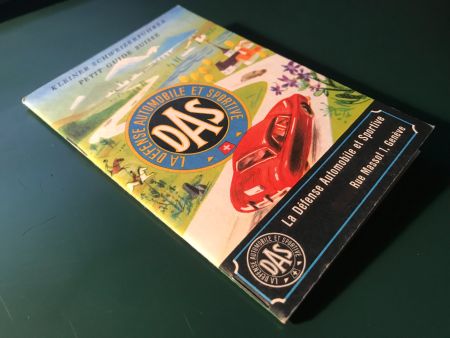 KLEINER SCHWEIZERFÜHRER
PETIT GUIDE SUISSE
LA DÉFENSE AUTOMOBILE ET SPORTIVE
DAS
La Défense Automobile et Sportive
Rue Massot 1, Genève
LA DÉFENSE AUTOMOBILE ET SPORTIVE
DAS